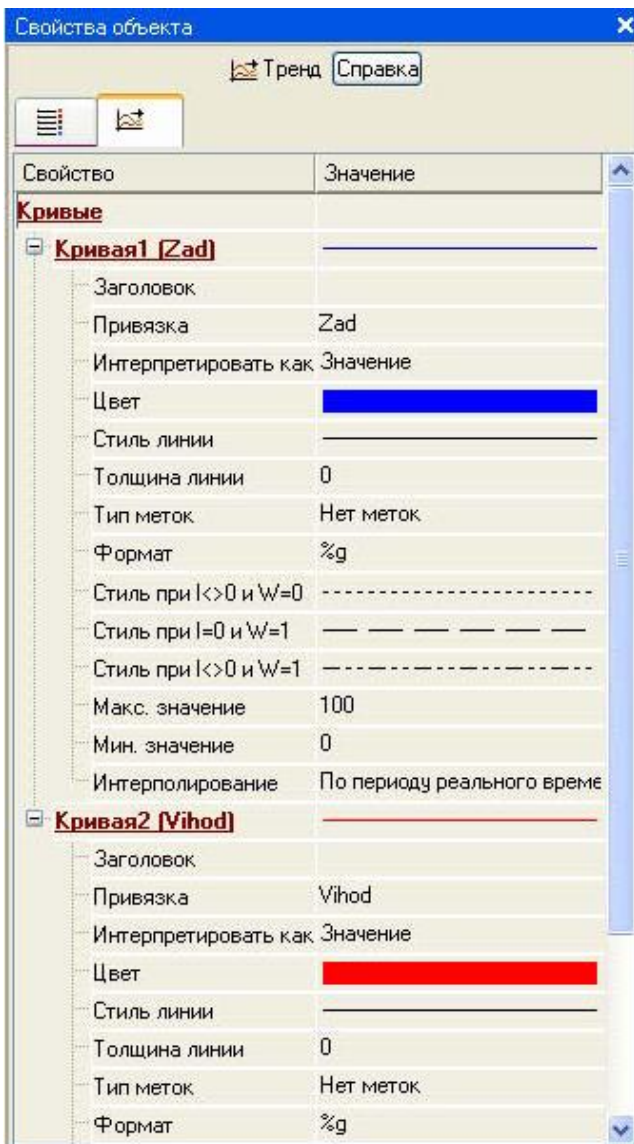 Свойства объекта
Тренд Справка
Свойство Значение
Кривые
Кривая1 (Zad)
Заголовок
Привязка Zad
Интерпретировать как Значение
Цвет
Стиль линии
Толщина линии 0
Тип меток Нет меток
Формат %g
Стиль при I<>0 и W=0
Стиль при I=0 и W=1
Стиль при I<>0 и W=1
Макс. значение 100
Мин. значение 0
Интерполирование По периоду реального време
Кривая2 (Vihod)
Заголовок
Привязка Vihod
Интерпретировать как Значение
Цвет
Стиль линии
Толщина линии 0
Тип меток Нет меток
Формат %g